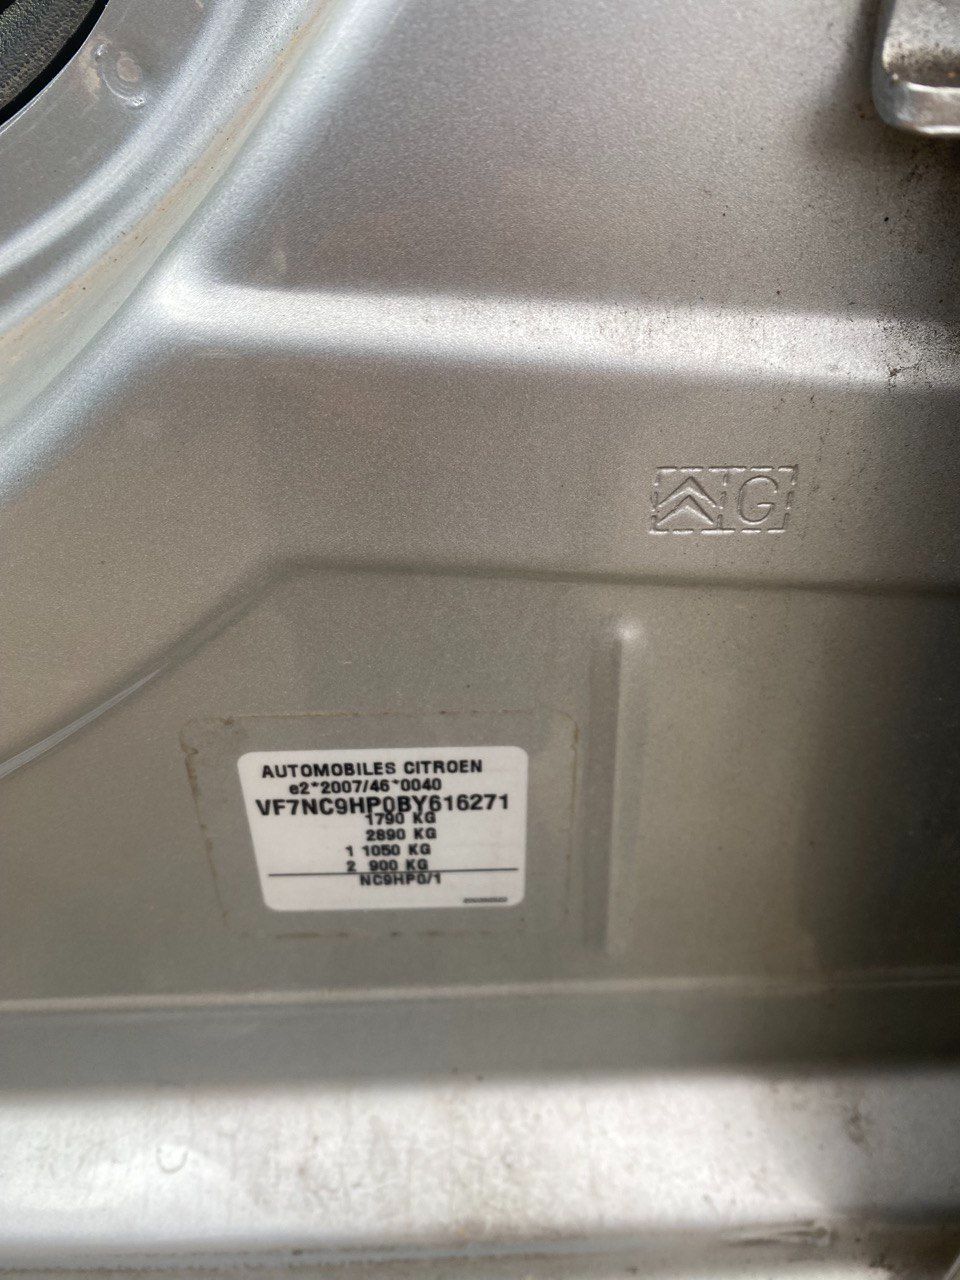 G
AUTOMOBILES CITROEN
e2*2007/46*0040
VF7NC9HP0BY616271
1790 KG
2890 KG
1 1050 KG
2 900 KG
NC9HP0/1